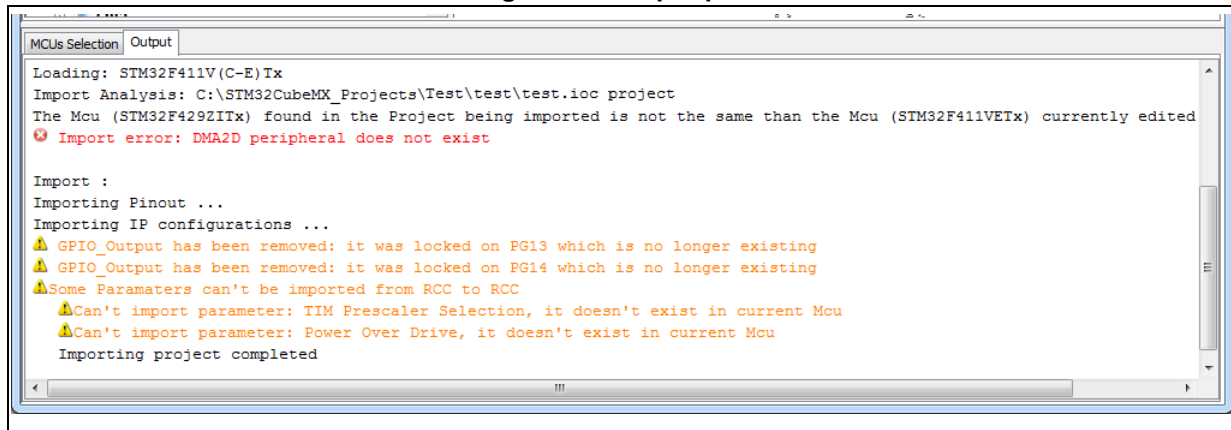 MCUs Selection Output
Loading: STM32F411V(C-E)Tx
Import Analysis: C:\STM32CubeMX_Projects\Test\test\test.ioc project
The Mcu (STM32F429ZITx) found in the Project being imported is not the same than the Mcu (STM32F411VETx) currently edited
Import error: DMA2D peripheral does not exist
Import :
Importing Pinout ...
Importing IP configurations ...
GPIO_Output has been removed: it was locked on PG13 which is no longer existing
GPIO_Output has been removed: it was locked on PG14 which is no longer existing
Some Paramaters can't be imported from RCC to RCC
Can't import parameter: TIM Prescaler Selection, it doesn't exist in current Mcu
Can't import parameter: Power Over Drive, it doesn't exist in current Mcu
Importing project completed